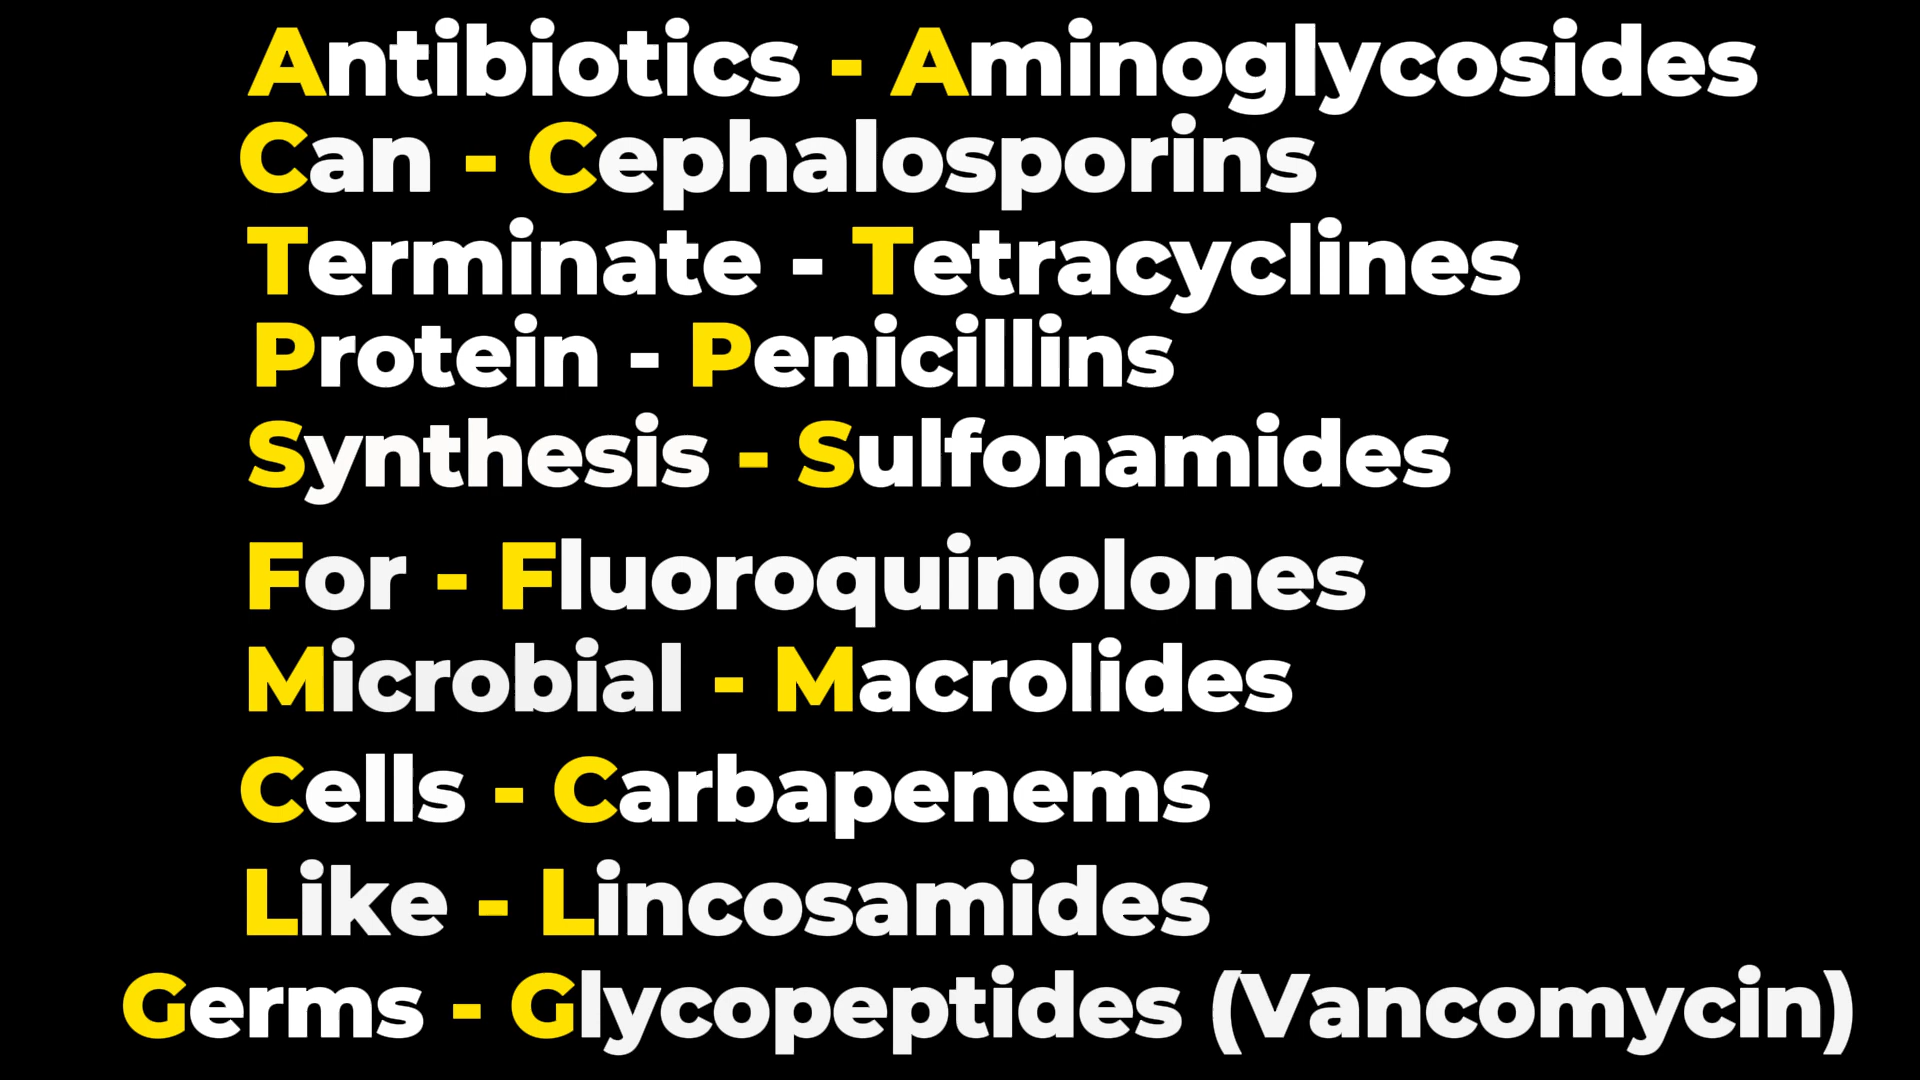 Antibiotics - Aminoglycosides
Can - Cephalosporins
Terminate - Tetracyclines
Protein - Penicillins
Synthesis - Sulfonamides
For - Fluoroquinolones
Microbial - Macrolides
Cells - Carbapenems
Like - Lincosamides
Germs - Glycopeptides (Vancomycin)